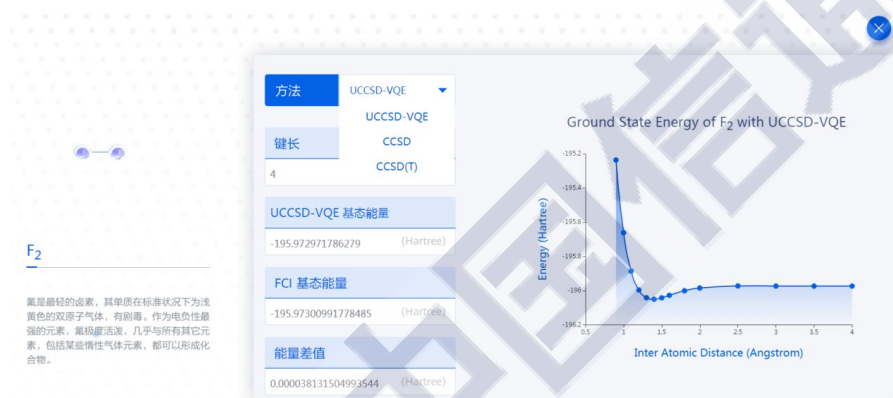 方法
UCCSD-VQE
UCCSD-VQE
键长
CCSD
4
CCSD(T)
UCCSD-VQE 基态能量
-195.972971786279 (Hartree)
FCI 基态能量
-195.97300991778485 (Hartree)
能量差值
0.000038131504993544 (Hartree)
F2
氟是最轻的卤素，其单质在标准状况下为浅
黄色的双原子气体，有剧毒。作为电负性最
强的元素，氟极度活泼，几乎与所有其它元
素，包括某些惰性气体元素，都可以形成化
合物。
Ground State Energy of F2 with UCCSD-VQE
Energy (Hartree)
-195.2
-195.4
-195.6
-195.8
-196
-196.2
0.5 1 1.5 2 2.5 3 3.5 4
Inter Atomic Distance (Angstrom)
中国信通